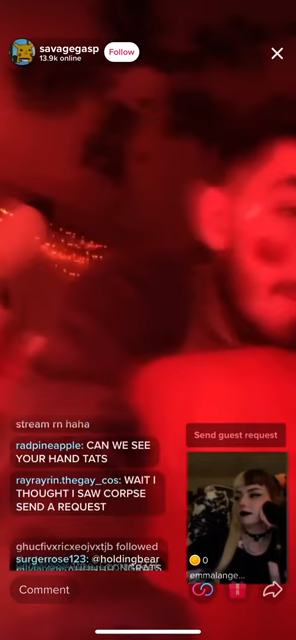 savagegasp
13.9k online
Follow
stream rn haha
radpineapple: CAN WE SEE
YOUR HAND TATS
rayrayrin.thegay_cos: WAIT I
THOUGHT I SAW CORPSE
SEND A REQUEST
ghucfivxricxeojvxtjb followed
surgerrose123: @holdingbear
Send guest request
0
emmalange...
Comment